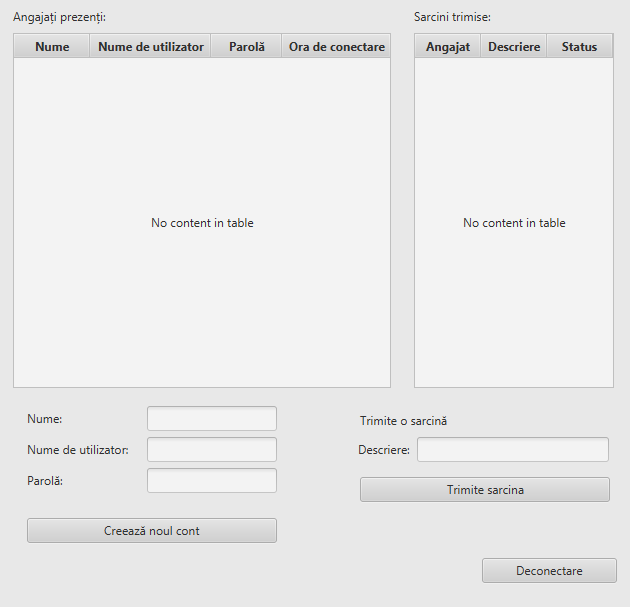 Angajați prezenți:
Sarcini trimise:
Nume Nume de utilizator Parolă Ora de conectare
Angajat Descriere Status
No content in table
No content in table
Nume:
Nume de utilizator:
Parolă:
Creează noul cont
Trimite o sarcină
Descriere:
Trimite sarcina
Deconectare